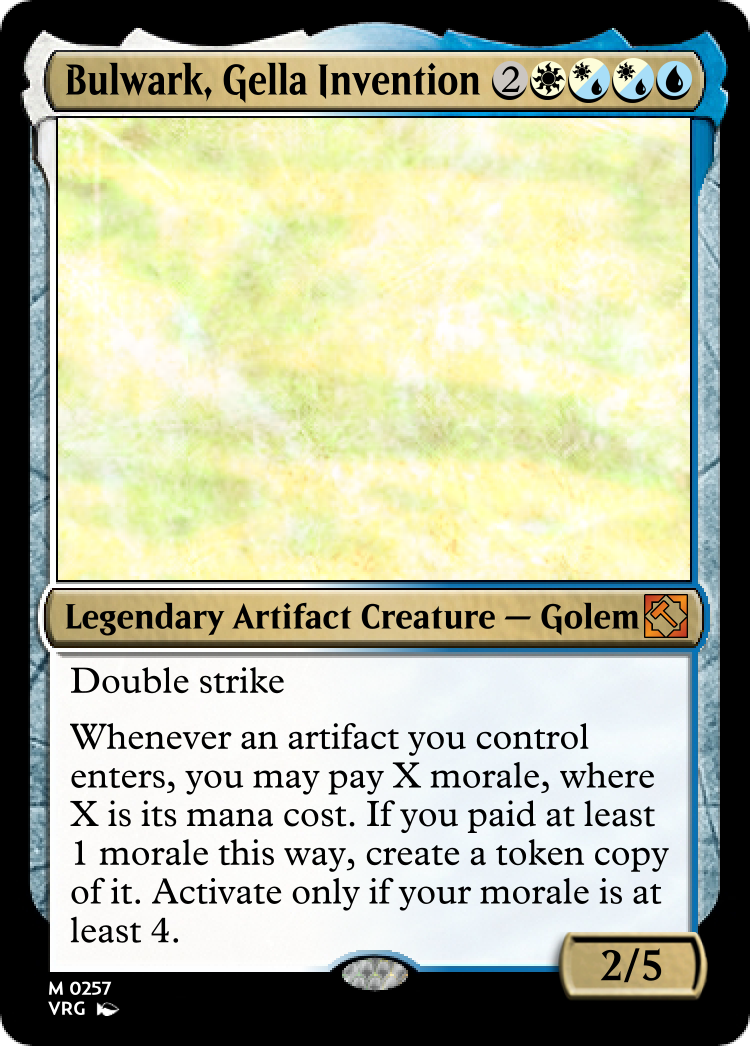 Bulwark, Gella Invention 2
Legendary Artifact Creature — Golem
Double strike
Whenever an artifact you control
enters, you may pay X morale, where
X is its mana cost. If you paid at least
1 morale this way, create a token copy
of it. Activate only if your morale is at
least 4.
2/5
M 0257
VRG